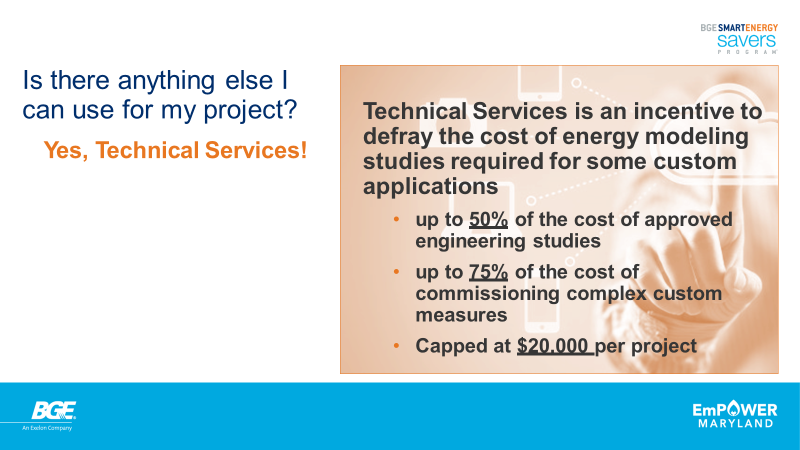 BGE SMARTENERGY
savers
PROGRAM
Is there anything else I
can use for my project?
Yes, Technical Services!
Technical Services is an incentive to
defray the cost of energy modeling
studies required for some custom
applications
• up to 50% of the cost of approved
engineering studies
• up to 75% of the cost of
commissioning complex custom
measures
• Capped at $20,000 per project
BGE®
An Exelon Company
EmPOWER
MARYLAND